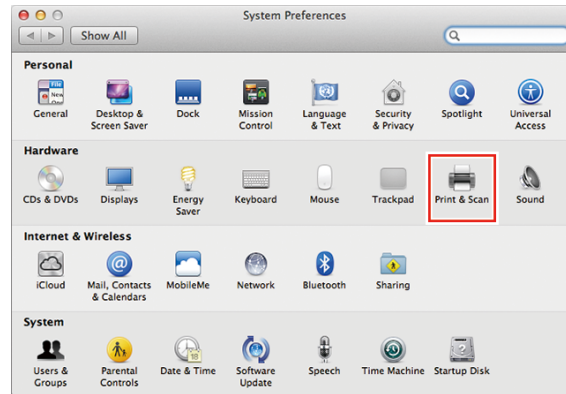 System Preferences
Show All
Personal
General
Desktop & Screen Saver
Dock
Mission Control
Language & Text
Security & Privacy
Spotlight
Universal Access
Hardware
CDs & DVDs
Displays
Energy Saver
Keyboard
Mouse
Trackpad
Print & Scan
Sound
Internet & Wireless
iCloud
Mail, Contacts & Calendars
MobileMe
Network
Bluetooth
Sharing
System
Users & Groups
Parental Controls
Date & Time
Software Update
Speech
Time Machine
Startup Disk